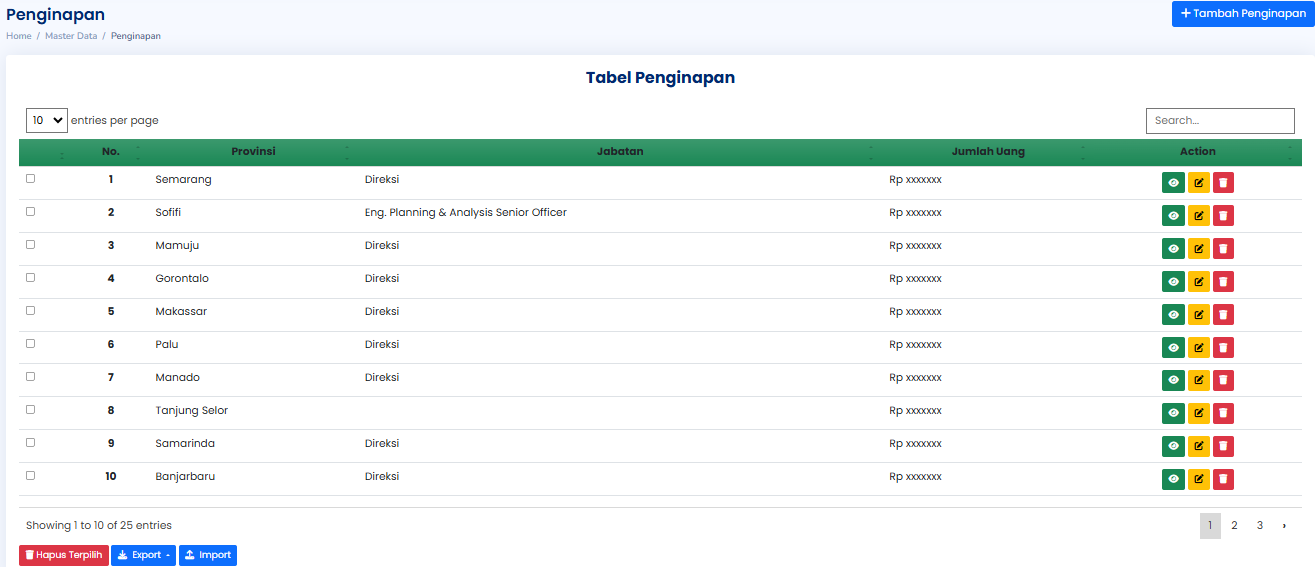 Penginapan
+ Tambah Penginapan
Home / Master Data / Penginapan
Tabel Penginapan
10 entries per page
Search...
No. Provinsi Jabatan Jumlah Uang Action
1 Semarang Direksi Rp xxxxxxx
2 Sofifi Eng. Planning & Analysis Senior Officer Rp xxxxxxx
3 Mamuju Direksi Rp xxxxxxx
4 Gorontalo Direksi Rp xxxxxxx
5 Makassar Direksi Rp xxxxxxx
6 Palu Direksi Rp xxxxxxx
7 Manado Direksi Rp xxxxxxx
8 Tanjung Selor Rp xxxxxxx
9 Samarinda Direksi Rp xxxxxxx
10 Banjarbaru Direksi Rp xxxxxxx
Showing 1 to 10 of 25 entries
1 2 3 ›
Hapus Terpilih Export Import